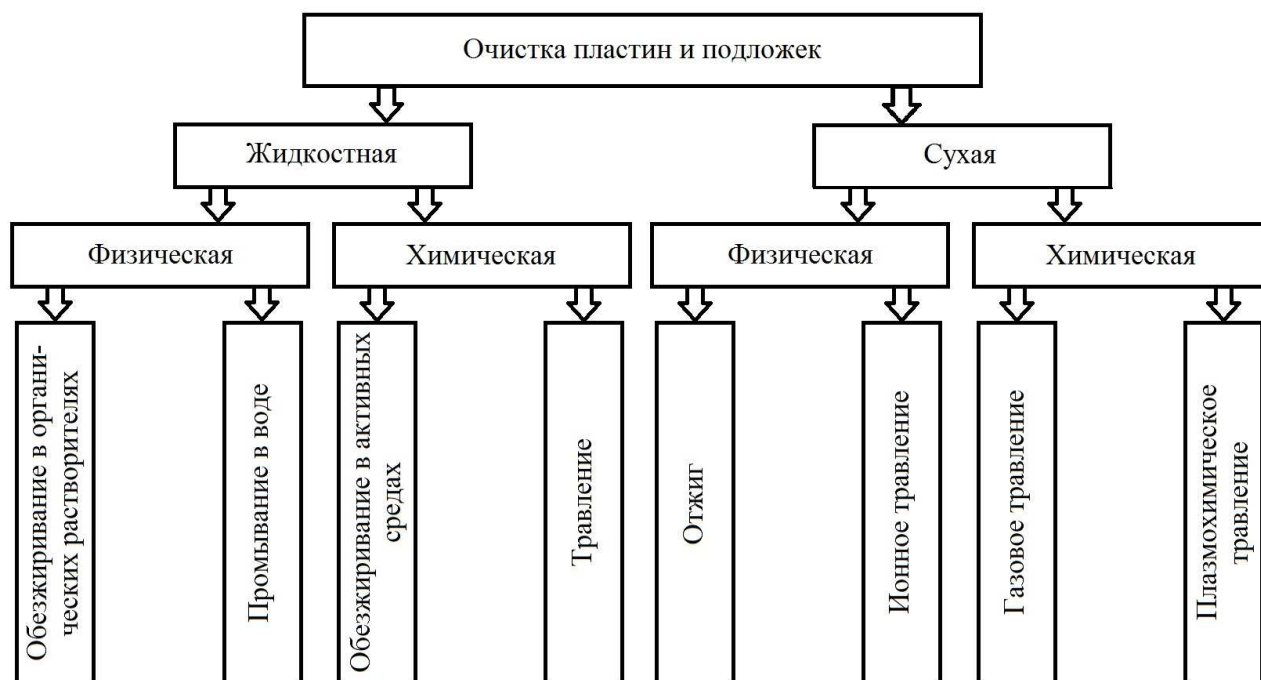 Очистка пластин и подложек
Жидкостная
Сухая
Физическая
Химическая
Физическая
Химическая
Обезжиривание в органи-
ческих растворителях
Промывание в воде
Обезжиривание в активных
средах
Травление
Отжиг
Ионное травление
Газовое травление
Плазмохимическое
травление